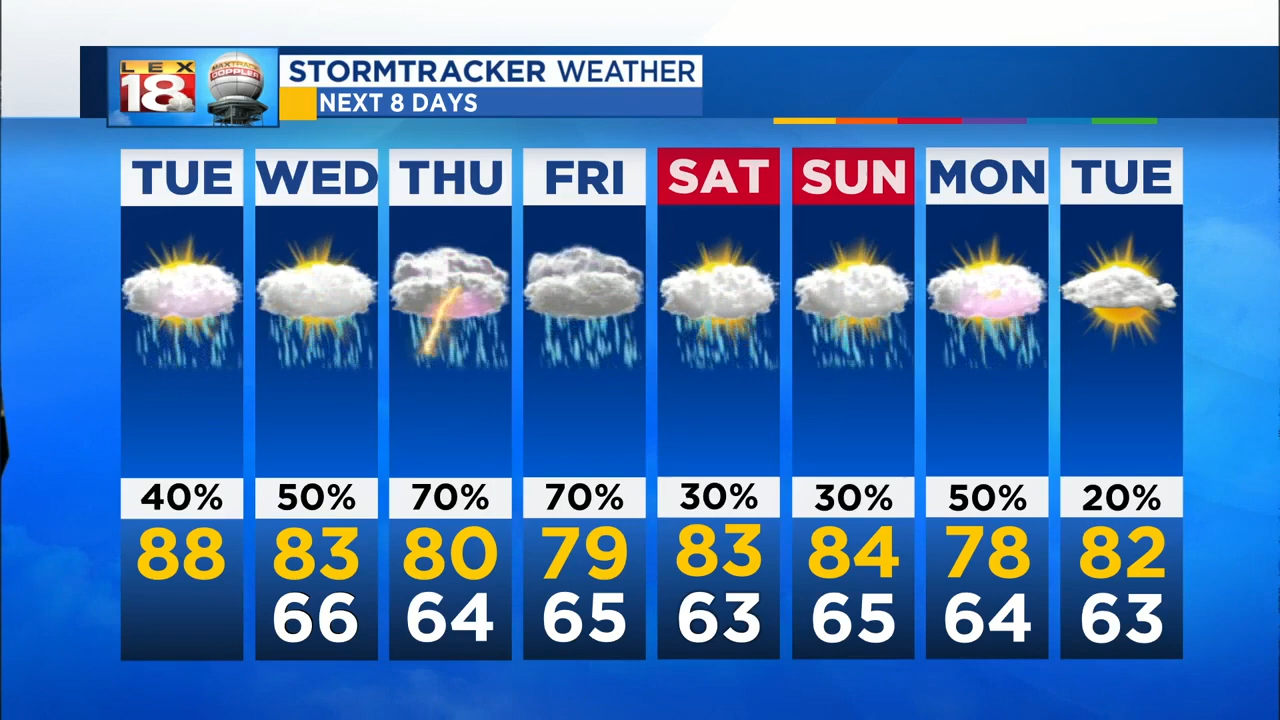 LEX
18
MAXTRACK
DOPPLER
STORMTRACKER WEATHER
NEXT 8 DAYS
TUE WED THU FRI SAT SUN MON TUE
40% 50% 70% 70% 30% 30% 50% 20%
88 83 80 79 83 84 78 82
66 64 65 63 65 64 63